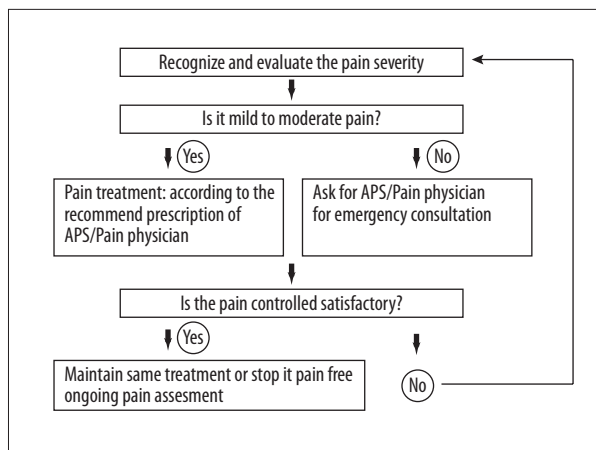 Recognize and evaluate the pain severity
Is it mild to moderate pain?
Yes
No
Pain treatment: according to the
recommend prescription of
APS/Pain physician
Ask for APS/Pain physician
for emergency consultation
Is the pain controlled satisfactory?
Yes
Maintain same treatment or stop it pain free
ongoing pain assesment
No